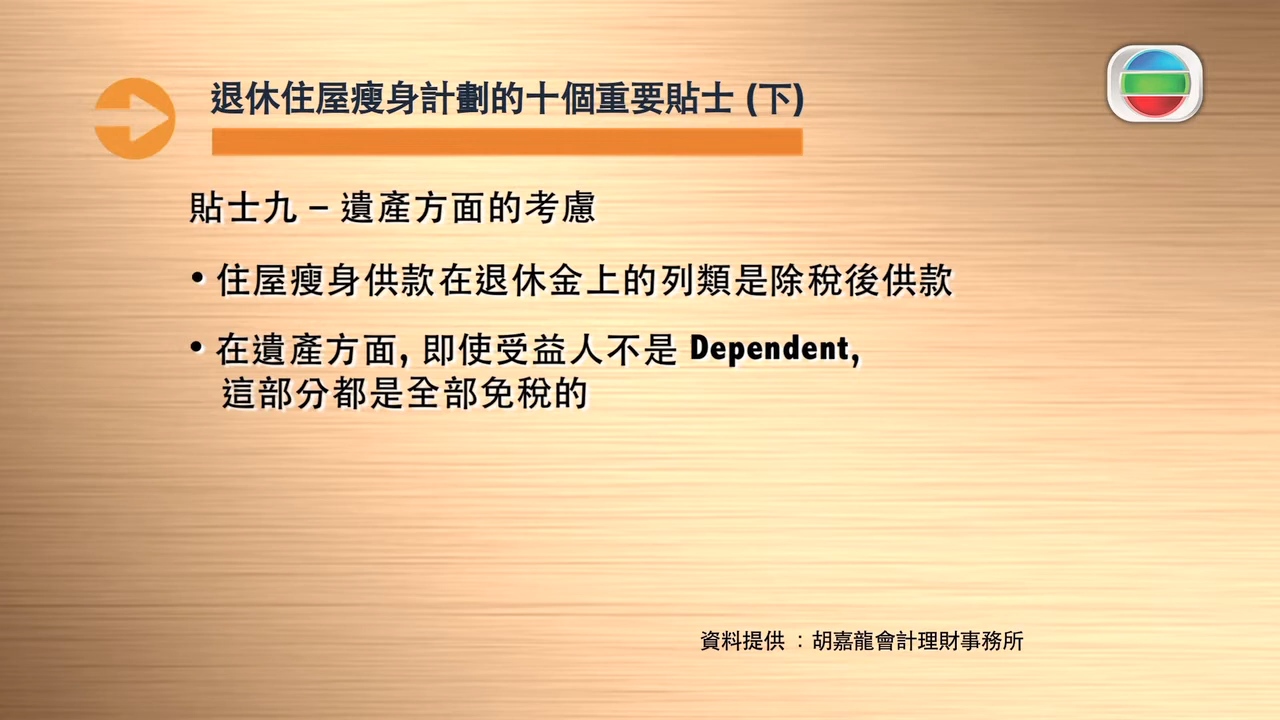 退休住屋瘦身計劃的十個重要貼士 (下)
貼士九 – 遺產方面的考慮
• 住屋瘦身供款在退休金上的列類是除稅後供款
• 在遺產方面, 即使受益人不是 Dependent,
這部分都是全部免稅的
資料提供 ：胡嘉龍會計理財事務所